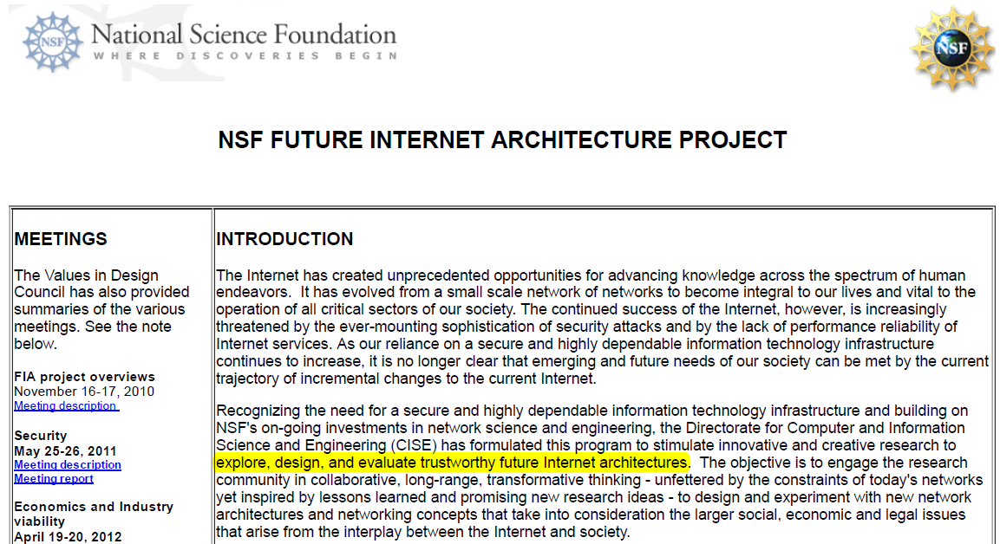 NSF
National Science Foundation
WHERE DISCOVERIES BEGIN
NSF
NSF FUTURE INTERNET ARCHITECTURE PROJECT
MEETINGS
The Values in Design
Council has also provided
summaries of the various
meetings. See the note
below.
FIA project overviews
November 16-17, 2010
Meeting description
Security
May 25-26, 2011
Meeting description
Meeting report
Economics and Industry
viability
April 19-20, 2012
INTRODUCTION
The Internet has created unprecedented opportunities for advancing knowledge across the spectrum of human
endeavors.  It has evolved from a small scale network of networks to become integral to our lives and vital to the
operation of all critical sectors of our society. The continued success of the Internet, however, is increasingly
threatened by the ever-mounting sophistication of security attacks and by the lack of performance reliability of
Internet services. As our reliance on a secure and highly dependable information technology infrastructure
continues to increase, it is no longer clear that emerging and future needs of our society can be met by the current
trajectory of incremental changes to the current Internet.
Recognizing the need for a secure and highly dependable information technology infrastructure and building on
NSF's on-going investments in network science and engineering, the Directorate for Computer and Information
Science and Engineering (CISE) has formulated this program to stimulate innovative and creative research to
explore, design, and evaluate trustworthy future Internet architectures.  The objective is to engage the research
community in collaborative, long-range, transformative thinking - unfettered by the constraints of today's networks
yet inspired by lessons learned and promising new research ideas - to design and experiment with new network
architectures and networking concepts that take into consideration the larger social, economic and legal issues
that arise from the interplay between the Internet and society.